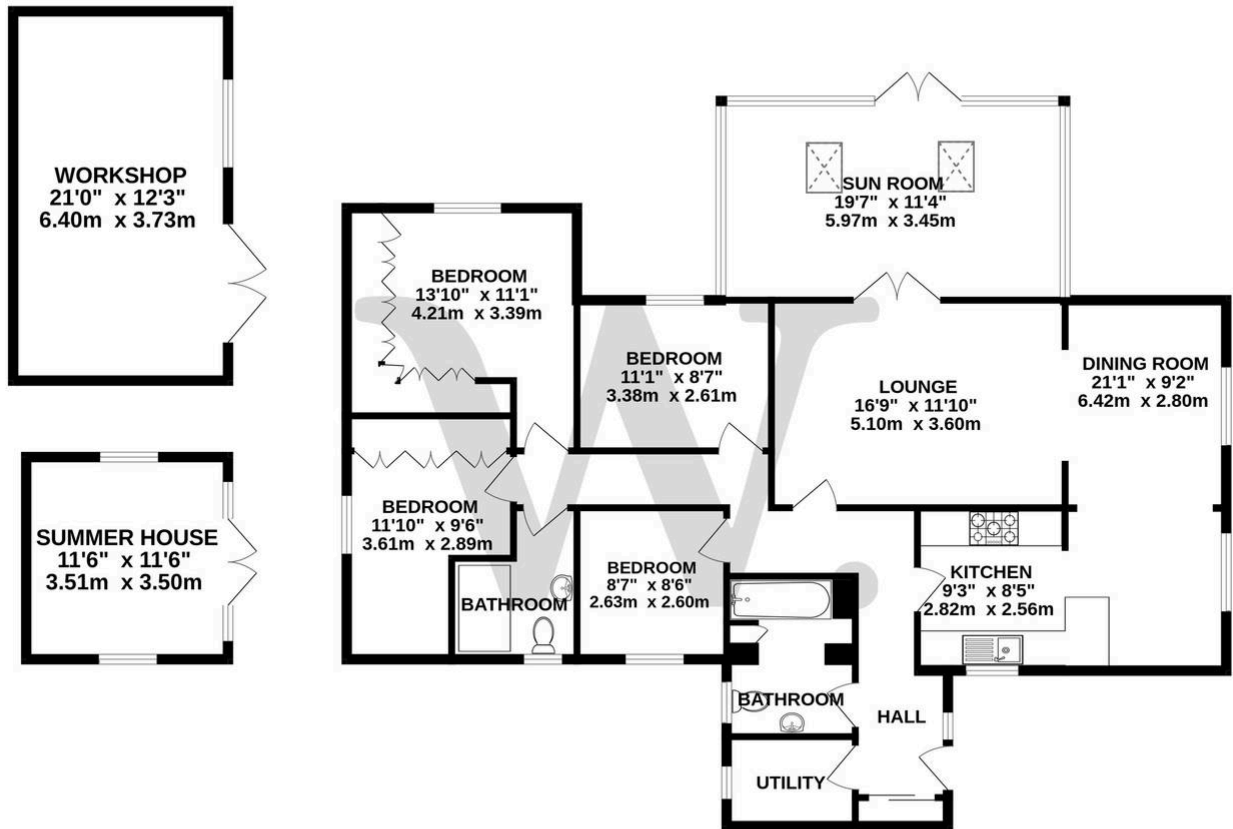 WORKSHOP
21'0" x 12'3"
6.40m x 3.73m
SUN ROOM
19'7" x 11'4"
5.97m x 3.45m
BEDROOM
13'10" x 11'1"
4.21m x 3.39m
BEDROOM
11'1" x 8'7"
3.38m x 2.61m
LOUNGE
16'9" x 11'10"
5.10m x 3.60m
DINING ROOM
21'1" x 9'2"
6.42m x 2.80m
BEDROOM
11'10" x 9'6"
3.61m x 2.89m
SUMMER HOUSE
11'6" x 11'6"
3.51m x 3.50m
BEDROOM
8'7" x 8'6"
2.63m x 2.60m
KITCHEN
9'3" x 8'5"
2.82m x 2.56m
BATHROOM
BATHROOM
HALL
UTILITY
W.